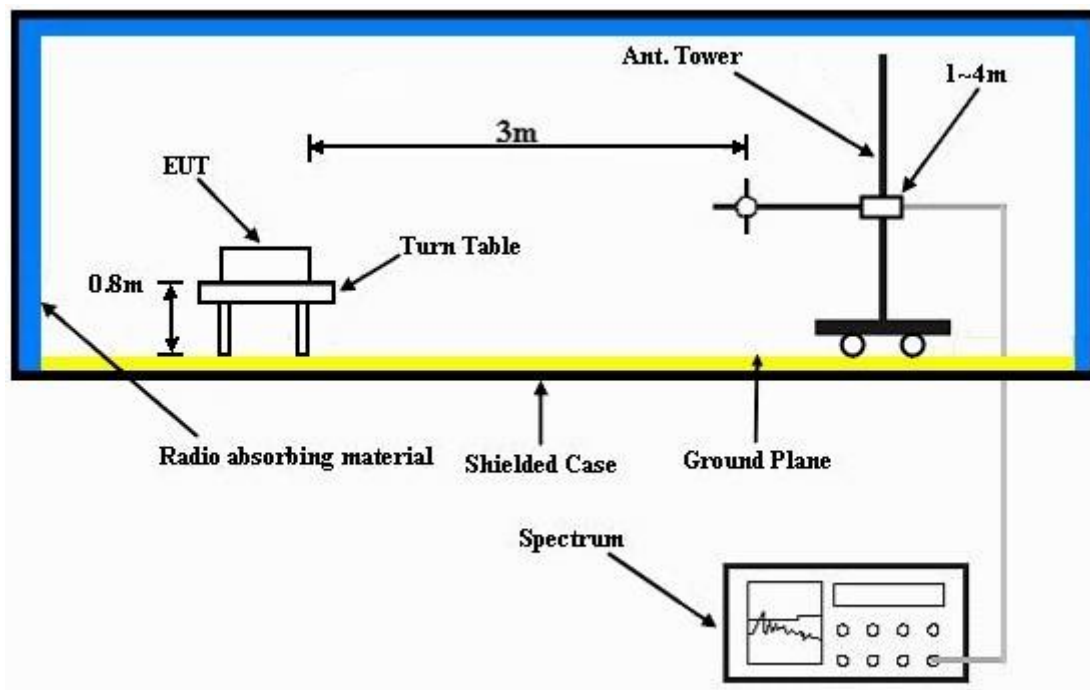 Ant. Tower
1~4m
3m
EUT
Turn Table
0.8m
Radio absorbing material
Shielded Case
Ground Plane
Spectrum